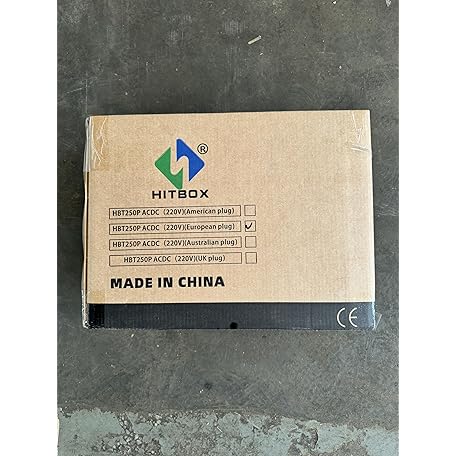 ®
HITBOX
HBT250P ACDC (220V)(American plug)
HBT250P ACDC (220V)(European plug)
HBT250P ACDC (220V)(Australian plug)
HBT250P ACDC (220V)(UK plug)
MADE IN CHINA
CE